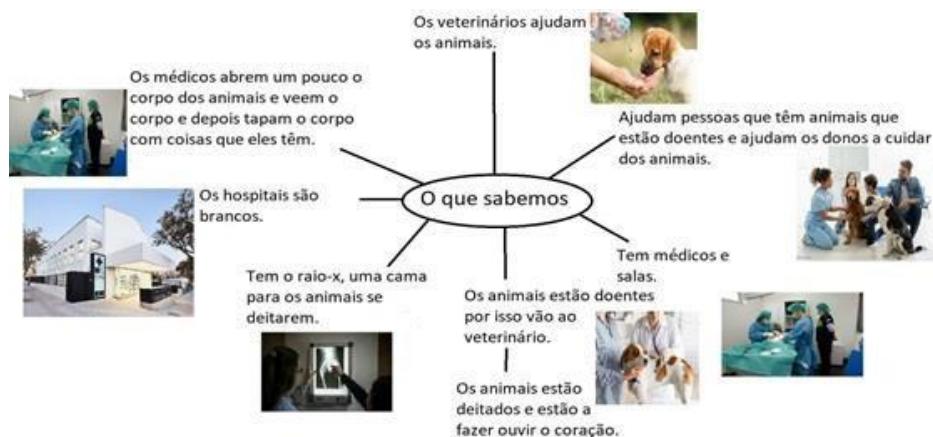 Os veterinários ajudam
os animais.
Os médicos abrem um pouco o
corpo dos animais e veem o
corpo e depois tapam o corpo
com coisas que eles têm.
Ajudam pessoas que têm animais que
estão doentes e ajudam os donos a cuidar
dos animais.
Os hospitais são
brancos.
O que sabemos
Tem médicos e
salas.
Tem o raio-x, uma cama
para os animais se
deitarem.
Os animais estão doentes
por isso vão ao
veterinário.
Os animais estão
deitados e estão a
fazer ouvir o coração.